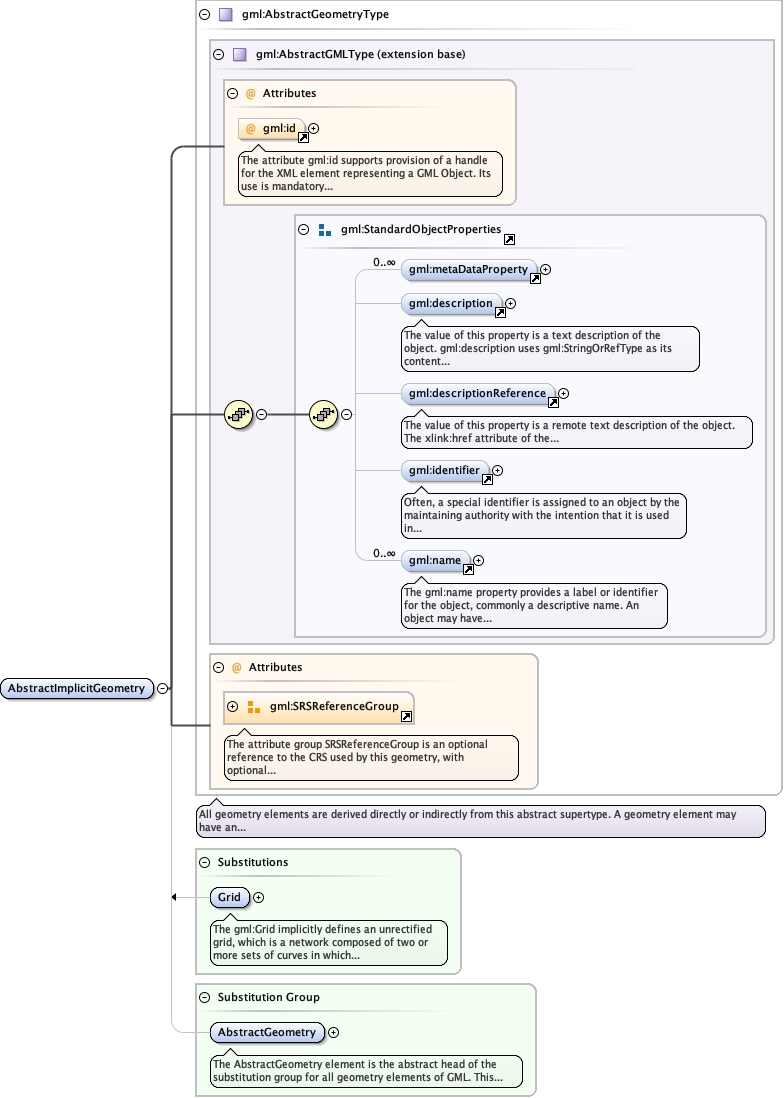 gml:AbstractGeometryType
gml:AbstractGMLType (extension base)
@ Attributes
@ gml:id
The attribute gml:id supports provision of a handle
for the XML element representing a GML Object. Its
use is mandatory...
gml:StandardObjectProperties
0..∞
gml:metaDataProperty
gml:description
The value of this property is a text description of the
object. gml:description uses gml:StringOrRefType as its
content...
gml:descriptionReference
The value of this property is a remote text description of the object.
The xlink:href attribute of the...
gml:identifier
Often, a special identifier is assigned to an object by the
maintaining authority with the intention that it is used
in...
0..∞
gml:name
The gml:name property provides a label or identifier
for the object, commonly a descriptive name. An
object may have...
AbstractImplicitGeometry
@ Attributes
gml:SRSReferenceGroup
The attribute group SRSReferenceGroup is an optional
reference to the CRS used by this geometry, with
optional...
All geometry elements are derived directly or indirectly from this abstract supertype. A geometry element may
have an...
Substitutions
Grid
The gml:Grid implicitly defines an unrectified
grid, which is a network composed of two or
more sets of curves in which...
Substitution Group
AbstractGeometry
The AbstractGeometry element is the abstract head of the
substitution group for all geometry elements of GML. This...